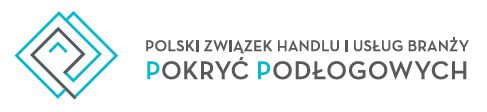 POLSKI ZWIĄZEK HANDLU I USŁUG BRANŻY
POKRYĆ PODŁOGOWYCH